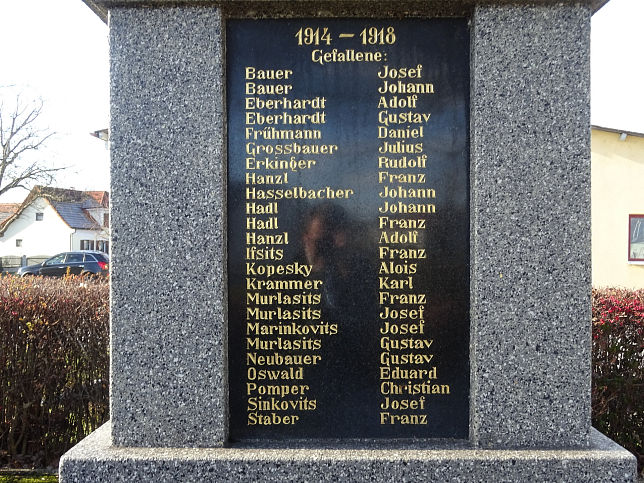 1914 – 1918
Gefallene:
Bauer Josef
Bauer Johann
Eberhardt Adolf
Eberhardt Gustav
Frühmann Daniel
Grossbauer Julius
Erkinger Rudolf
Hanzl Franz
Hasselbacher Johann
Hadl Johann
Hadl Franz
Hanzl Adolf
Ifsits Franz
Kopesky Alois
Krammer Karl
Murlasits Franz
Murlasits Josef
Marinkovits Josef
Murlasits Gustav
Neubauer Gustav
Oswald Eduard
Pomper Christian
Sinkovits Josef
Staber Franz